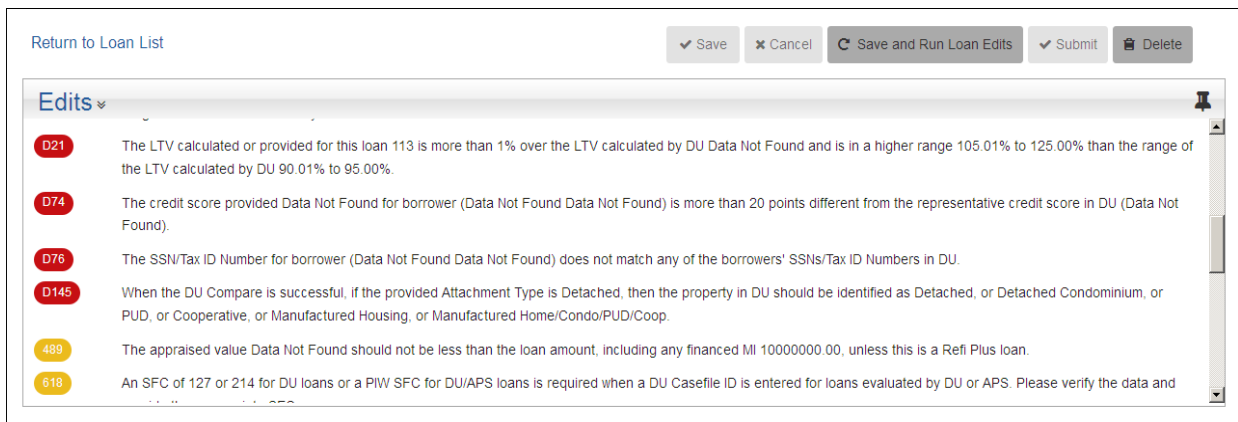 Return to Loan List
Save
Cancel
Save and Run Loan Edits
Submit
Delete
Edits
D21
The LTV calculated or provided for this loan 113 is more than 1% over the LTV calculated by DU Data Not Found and is in a higher range 105.01% to 125.00% than the range of
the LTV calculated by DU 90.01% to 95.00%.
D74
The credit score provided Data Not Found for borrower (Data Not Found Data Not Found) is more than 20 points different from the representative credit score in DU (Data Not
Found).
D76
The SSN/Tax ID Number for borrower (Data Not Found Data Not Found) does not match any of the borrowers' SSNs/Tax ID Numbers in DU.
D145
When the DU Compare is successful, if the provided Attachment Type is Detached, then the property in DU should be identified as Detached, or Detached Condominium, or
PUD, or Cooperative, or Manufactured Housing, or Manufactured Home/Condo/PUD/Coop.
489
The appraised value Data Not Found should not be less than the loan amount, including any financed MI 10000000.00, unless this is a Refi Plus loan.
618
An SFC of 127 or 214 for DU loans or a PIW SFC for DU/APS loans is required when a DU Casefile ID is entered for loans evaluated by DU or APS. Please verify the data and